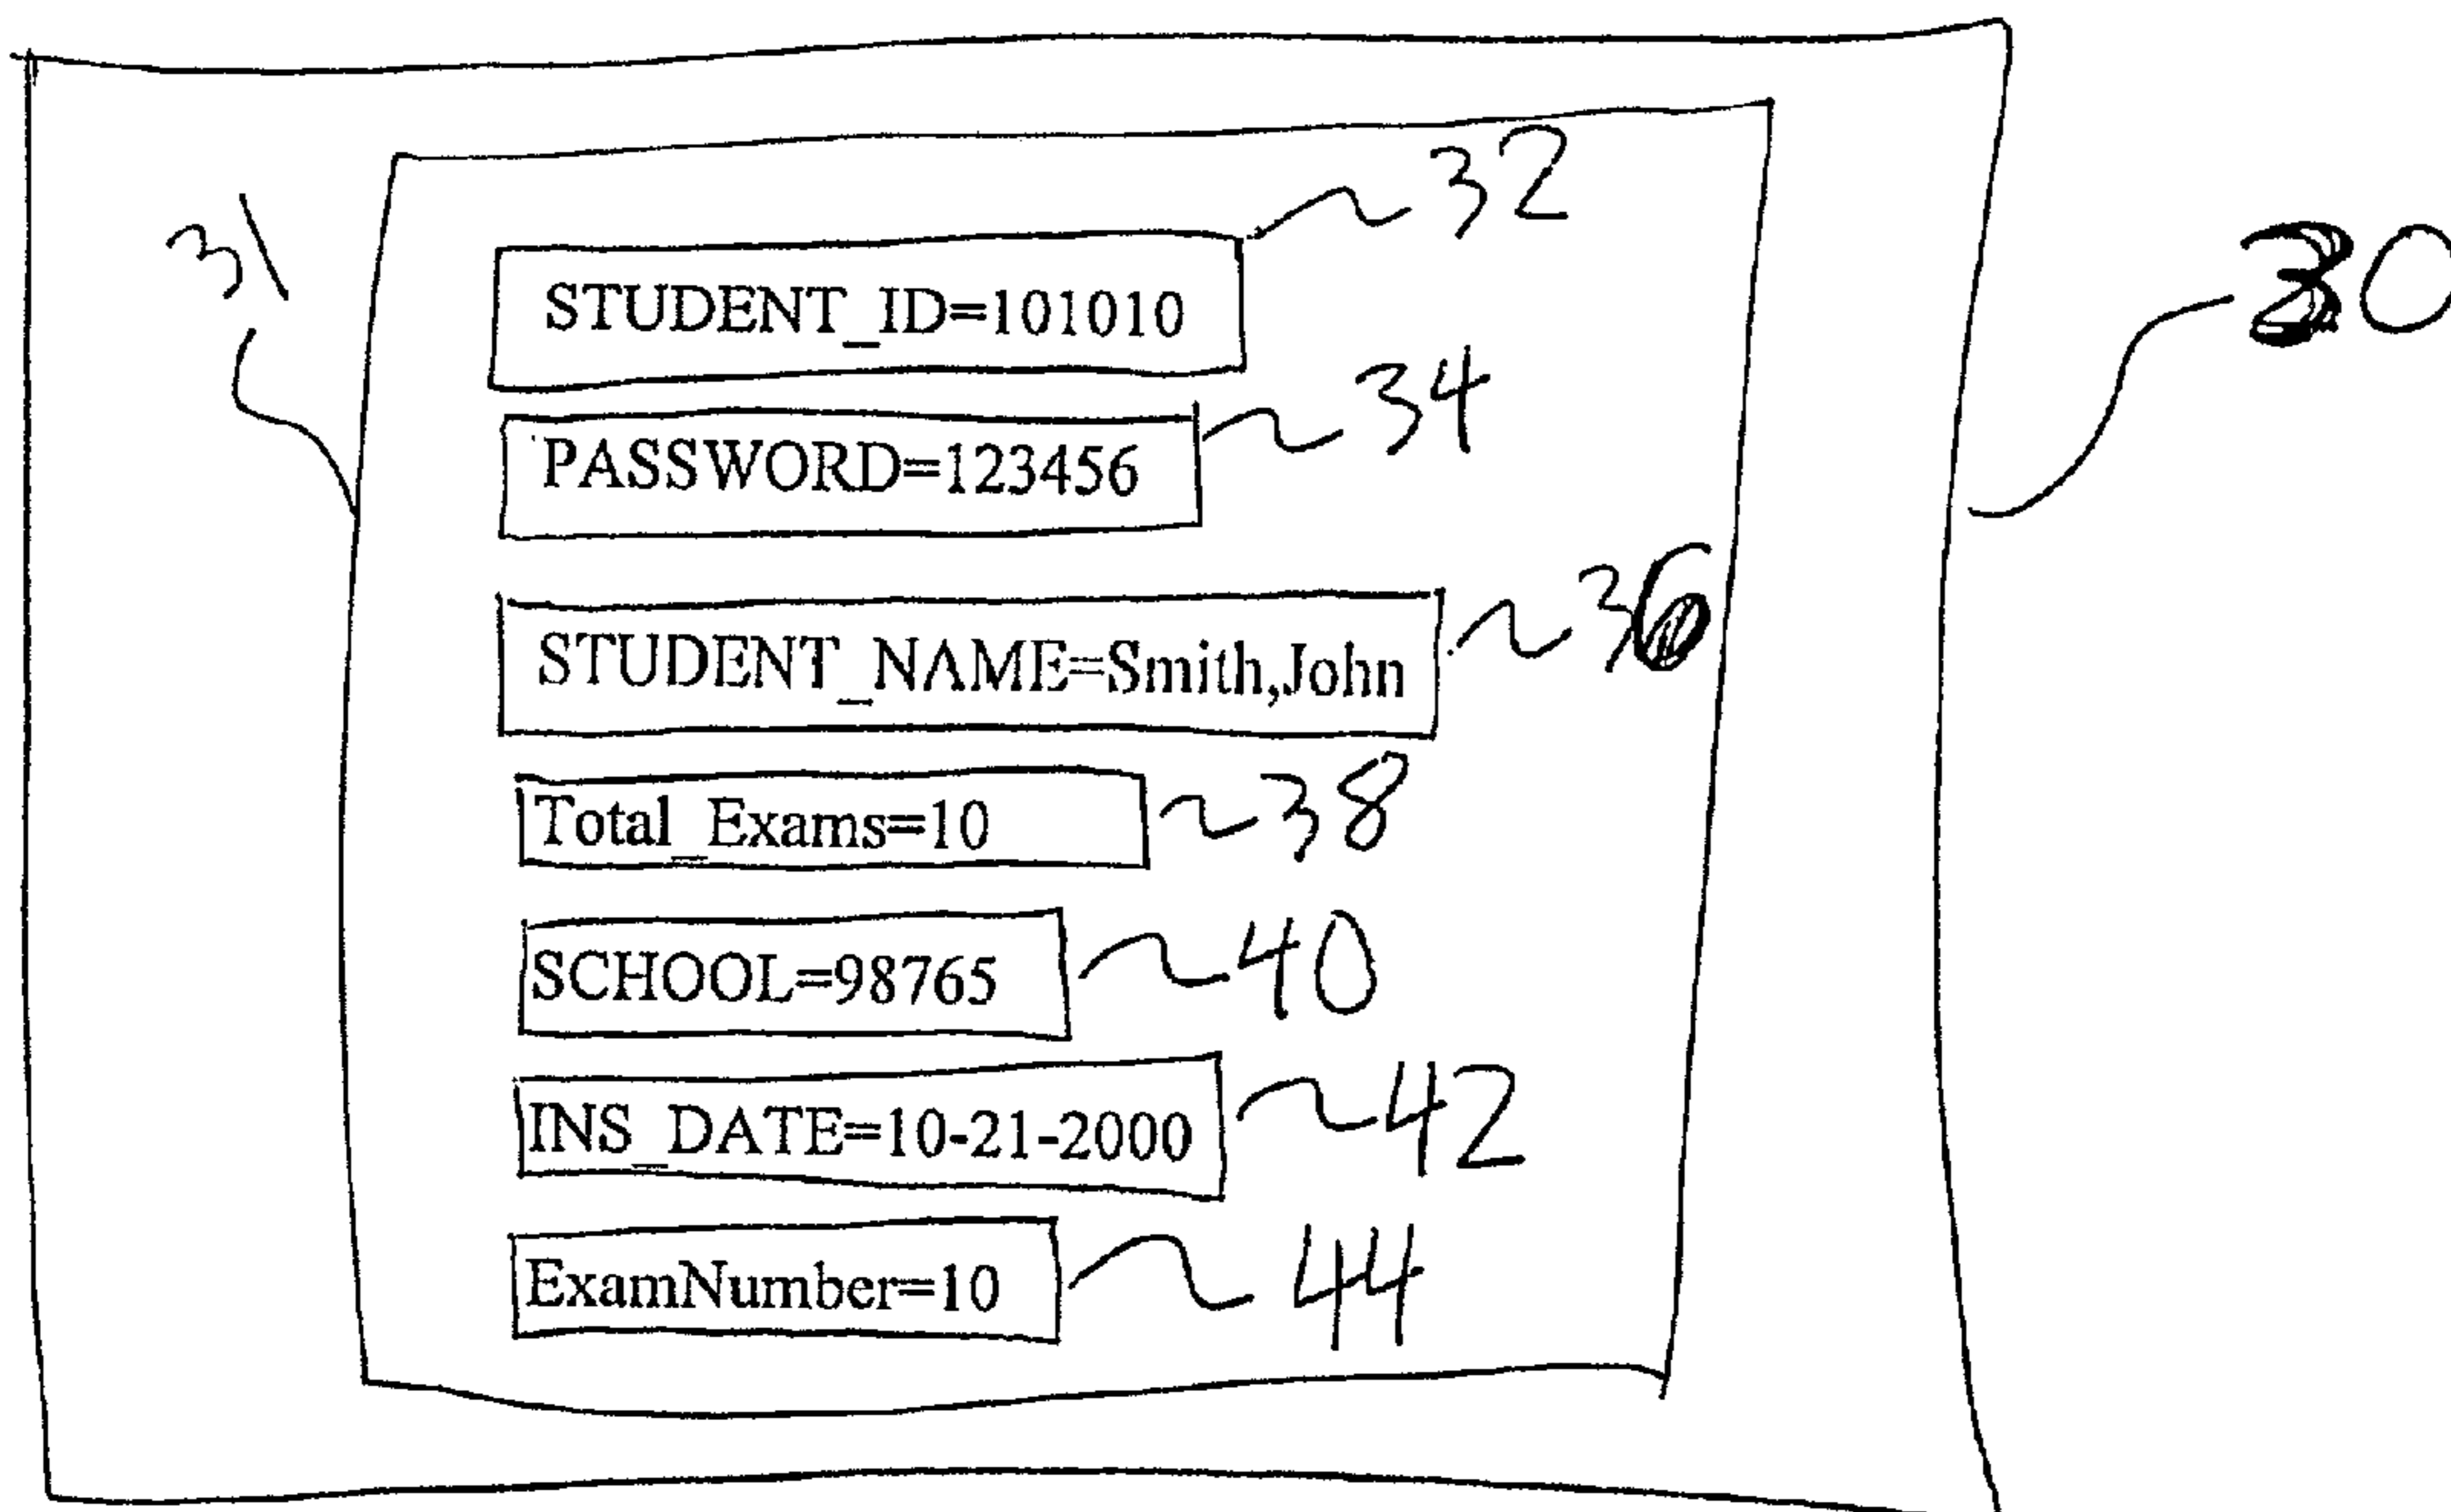 32
31
30
STUDENT_ID=101010
34
PASSWORD=123456
36
STUDENT_NAME=Smith,John
Total_Exams=10 38
SCHOOL=98765 40
INS_DATE=10-21-2000 42
ExamNumber=10 44